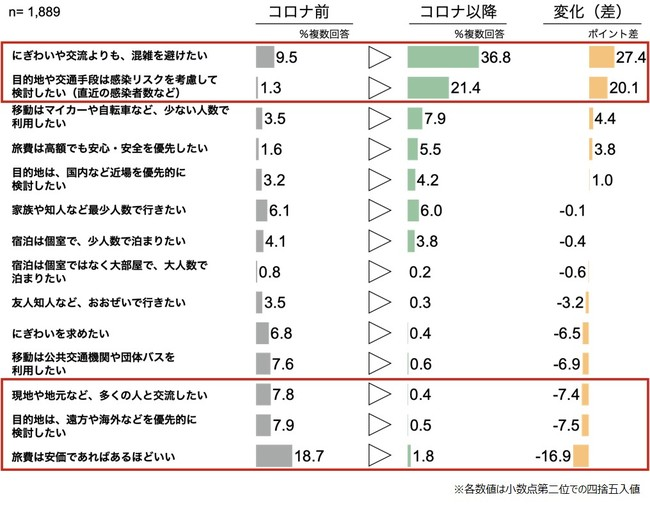 n= 1,889 コロナ前 コロナ以降 変化（差）
%複数回答 %複数回答 ポイント差
にぎわいや交流よりも、混雑を避けたい 9.5 36.8 27.4
目的地や交通手段は感染リスクを考慮して
検討したい（直近の感染者数など） 1.3 21.4 20.1
移動はマイカーや自転車など、少ない人数で
利用したい 3.5 7.9 4.4
旅費は高額でも安心・安全を優先したい 1.6 5.5 3.8
目的地は、国内など近場を優先的に
検討したい 3.2 4.2 1.0
家族や知人など最少人数で行きたい 6.1 6.0 -0.1
宿泊は個室で、少人数で泊まりたい 4.1 3.8 -0.4
宿泊は個室ではなく大部屋で、大人数で
泊まりたい 0.8 0.2 -0.6
友人知人など、おおぜいで行きたい 3.5 0.3 -3.2
にぎわいを求めたい 6.8 0.4 -6.5
移動は公共交通機関や団体バスを
利用したい 7.6 0.6 -6.9
現地や地元など、多くの人と交流したい 7.8 0.4 -7.4
目的地は、遠方や海外などを優先的に
検討したい 7.9 0.5 -7.5
旅費は安価であればあるほどいい 18.7 1.8 -16.9
※各数値は小数点第二位での四捨五入値